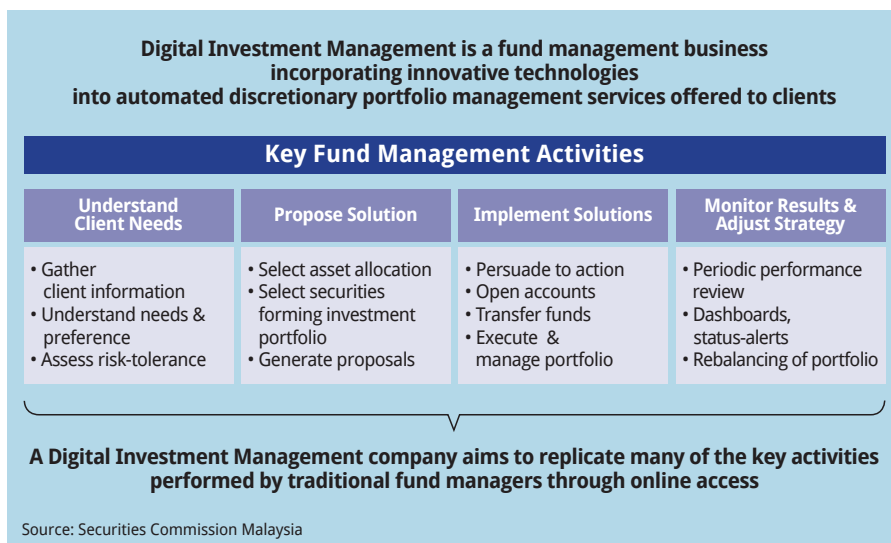 Digital Investment Management is a fund management business
incorporating innovative technologies
into automated discretionary portfolio management services offered to clients
Key Fund Management Activities
Understand
Client Needs
• Gather
client information
• Understand needs &
preference
• Assess risk-tolerance
Propose Solution
• Select asset allocation
• Select securities
forming investment
portfolio
• Generate proposals
Implement Solutions
• Persuade to action
• Open accounts
• Transfer funds
• Execute &
manage portfolio
Monitor Results &
Adjust Strategy
• Periodic performance
review
• Dashboards,
status-alerts
• Rebalancing of portfolio
A Digital Investment Management company aims to replicate many of the key activities
performed by traditional fund managers through online access
Source: Securities Commission Malaysia